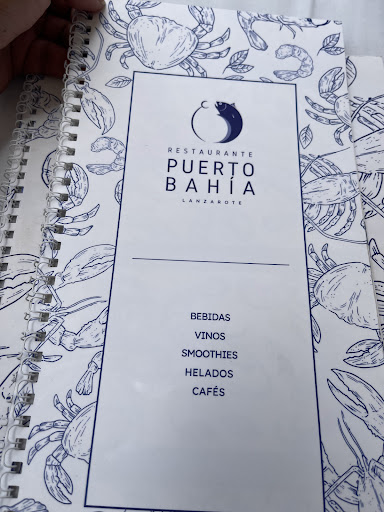 RESTAURANTE
PUERTO
BAHÍA
LANZAROTE
BEBIDAS
VINOS
SMOOTHIES
HELADOS
CAFÉS